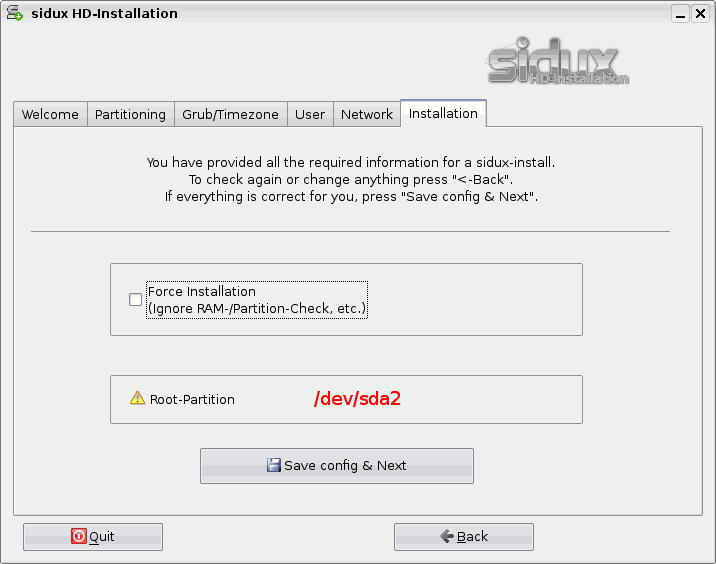 sidux HD-Installation
sidux
HD-Installation
Welcome Partitioning Grub/Timezone User Network Installation
You have provided all the required information for a sidux-install.
To check again or change anything press "<-Back".
If everything is correct for you, press "Save config & Next".
Force Installation
(Ignore RAM-/Partition-Check, etc.)
Root-Partition /dev/sda2
Save config & Next
Quit Back